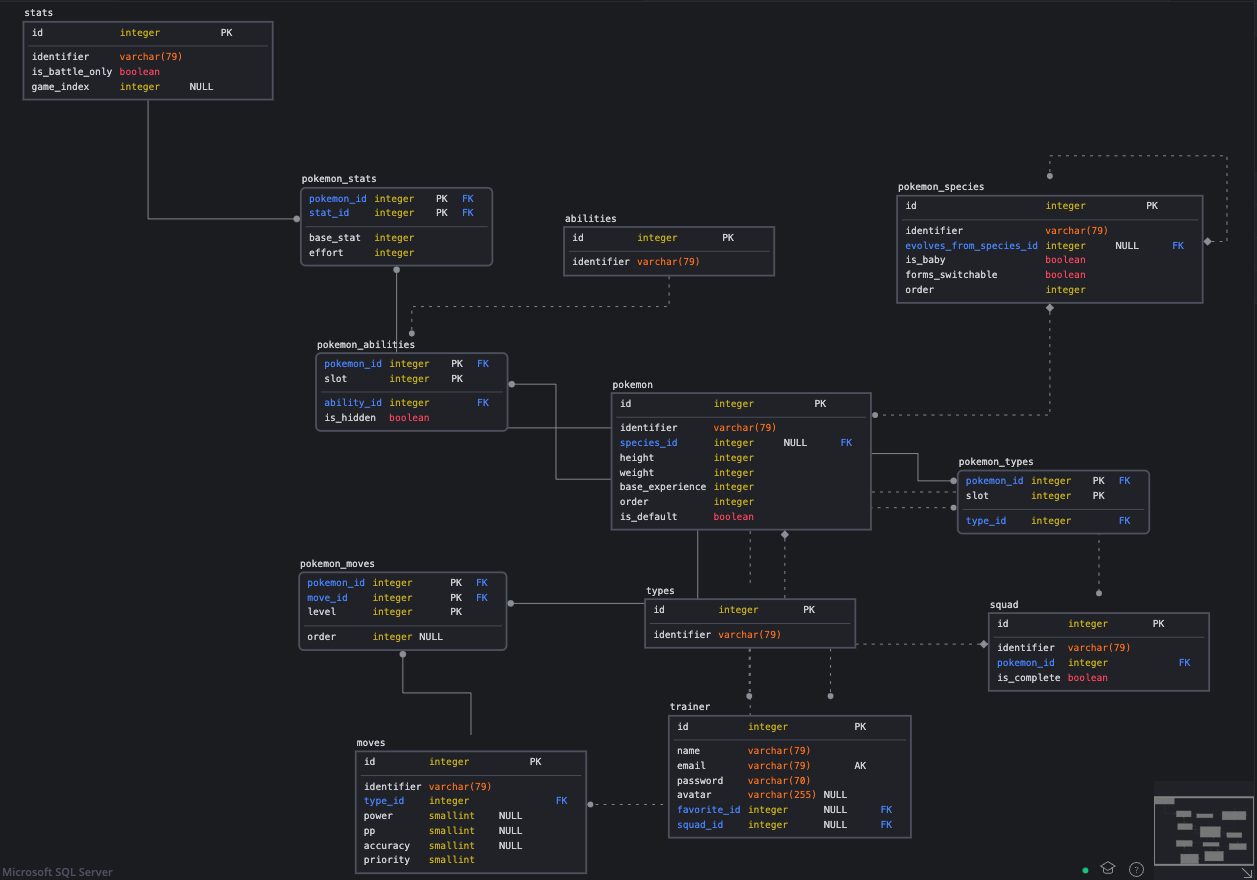 stats
id integer PK
identifier varchar(79)
is_battle_only boolean
game_index integer NULL
pokemon_stats
pokemon_id integer PK FK
stat_id integer PK FK
base_stat integer
effort integer
abilities
id integer PK
identifier varchar(79)
pokemon_species
id integer PK
identifier varchar(79)
evolves_from_species_id integer NULL FK
is_baby boolean
forms_switchable boolean
order integer
pokemon_abilities
pokemon_id integer PK FK
slot integer PK
ability_id integer FK
is_hidden boolean
pokemon
id integer PK
identifier varchar(79)
species_id integer NULL FK
height integer
weight integer
base_experience integer
order integer
is_default boolean
pokemon_types
pokemon_id integer PK FK
slot integer PK
type_id integer FK
pokemon_moves
pokemon_id integer PK FK
move_id integer PK FK
level integer PK
order integer NULL
types
id integer PK
identifier varchar(79)
squad
id integer PK
identifier varchar(79)
pokemon_id integer FK
is_complete boolean
trainer
id integer PK
name varchar(79)
email varchar(79) AK
password varchar(70)
avatar varchar(255) NULL
favorite_id integer NULL FK
squad_id integer NULL FK
moves
id integer PK
identifier varchar(79)
type_id integer FK
power smallint NULL
pp smallint NULL
accuracy smallint NULL
priority smallint
Microsoft SQL Server
?